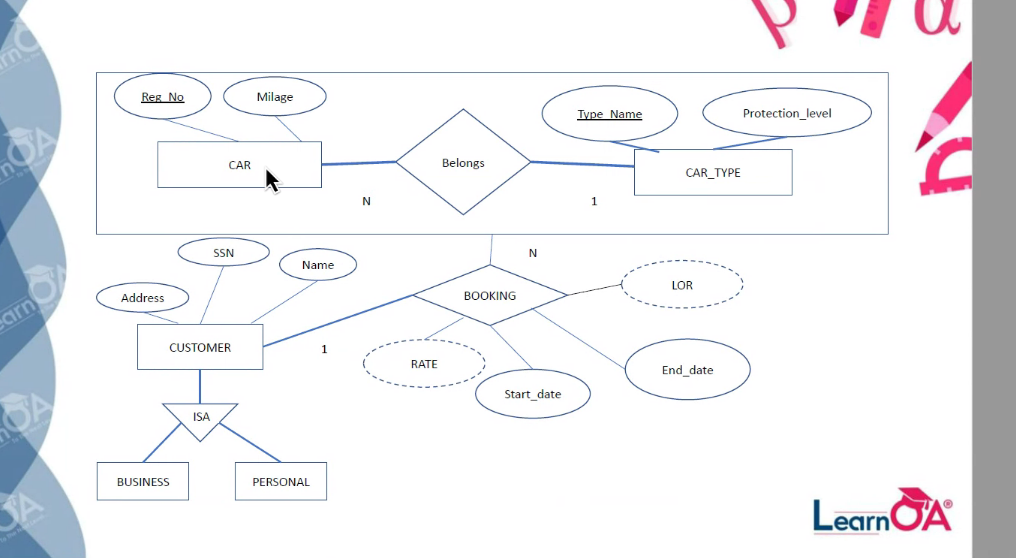 Reg_No
Milage
Type_Name
Protection_level
CAR
Belongs
CAR_TYPE
N
1
SSN
N
Name
Address
BOOKING
LOR
CUSTOMER
1
RATE
End_date
Start_date
ISA
BUSINESS
PERSONAL
LearnOA®